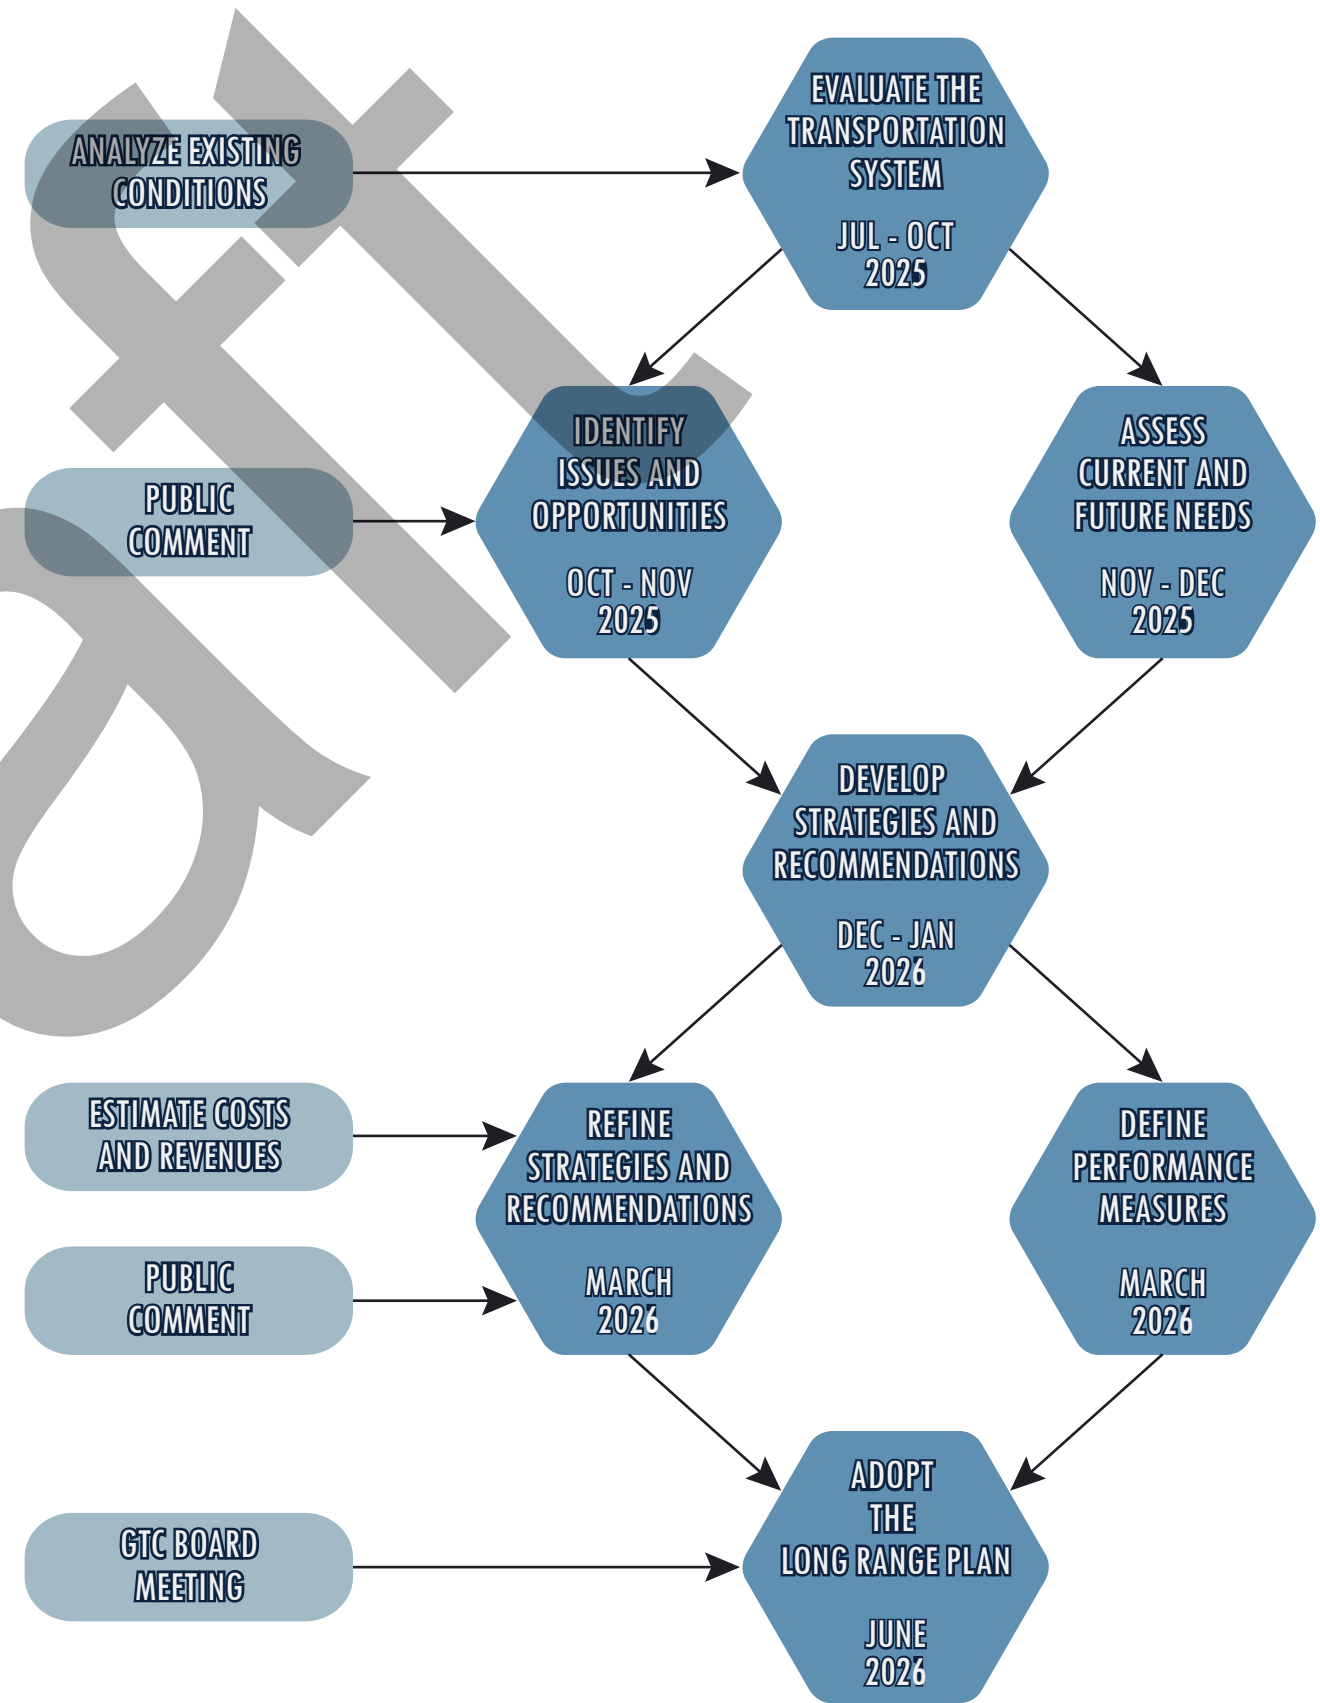 ANALYZE EXISTING
CONDITIONS
EVALUATE THE
TRANSPORTATION
SYSTEM
JUL - OCT
2025
PUBLIC
COMMENT
IDENTIFY
ISSUES AND
OPPORTUNITIES
OCT - NOV
2025
ASSESS
CURRENT AND
FUTURE NEEDS
NOV - DEC
2025
DEVELOP
STRATEGIES AND
RECOMMENDATIONS
DEC - JAN
2026
ESTIMATE COSTS
AND REVENUES
PUBLIC
COMMENT
REFINE
STRATEGIES AND
RECOMMENDATIONS
MARCH
2026
DEFINE
PERFORMANCE
MEASURES
MARCH
2026
GTC BOARD
MEETING
ADOPT
THE
LONG RANGE PLAN
JUNE
2026
aft